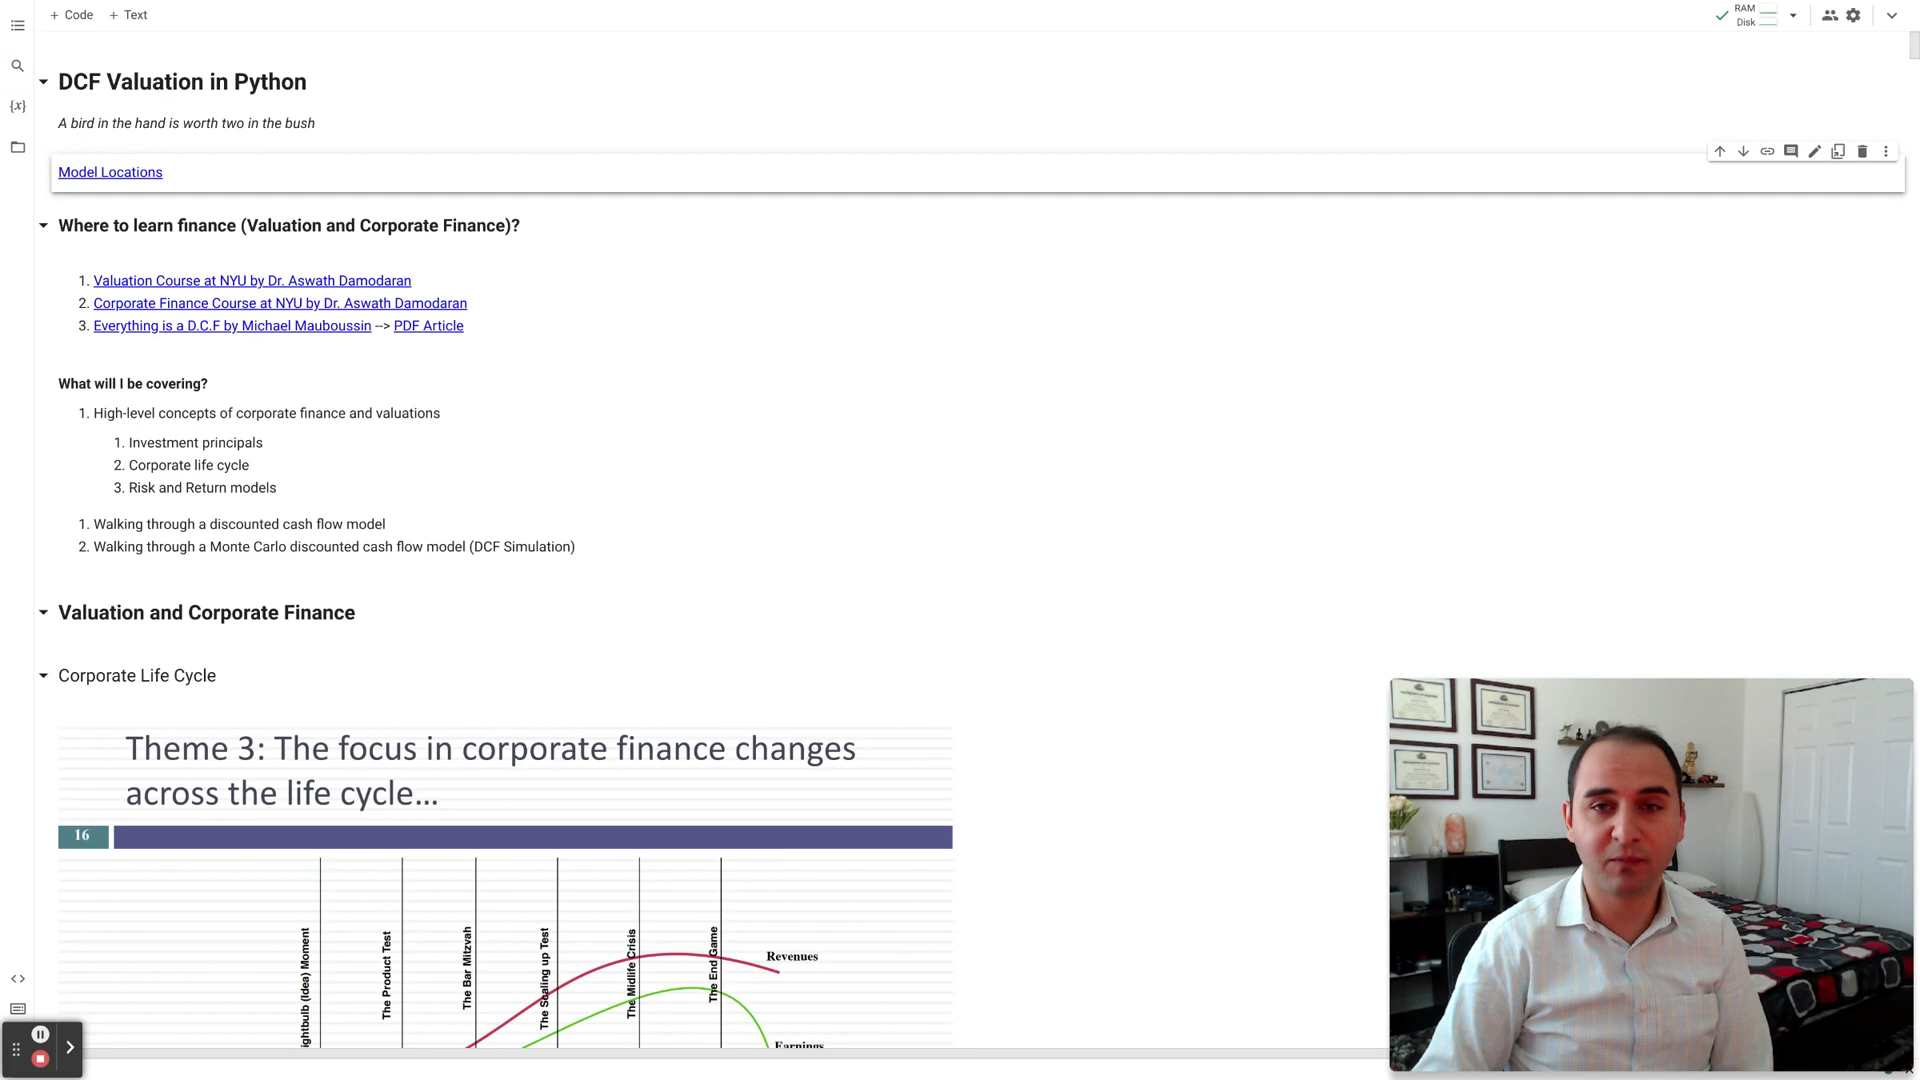 + Code + Text
RAM
Disk
{x}
DCF Valuation in Python
A bird in the hand is worth two in the bush
Model Locations
Where to learn finance (Valuation and Corporate Finance)?
1. Valuation Course at NYU by Dr. Aswath Damodaran
2. Corporate Finance Course at NYU by Dr. Aswath Damodaran
3. Everything is a D.C.F by Michael Mauboussin --> PDF Article
What will I be covering?
1. High-level concepts of corporate finance and valuations
1. Investment principals
2. Corporate life cycle
3. Risk and Return models
1. Walking through a discounted cash flow model
2. Walking through a Monte Carlo discounted cash flow model (DCF Simulation)
Valuation and Corporate Finance
Corporate Life Cycle
Theme 3: The focus in corporate finance changes
across the life cycle...
16
ightbulb (Idea) Moment
The Product Test
The Bar Mitzvah
The Scaling up Test
The Midlife Crisis
The End Game
Revenues
Earnings